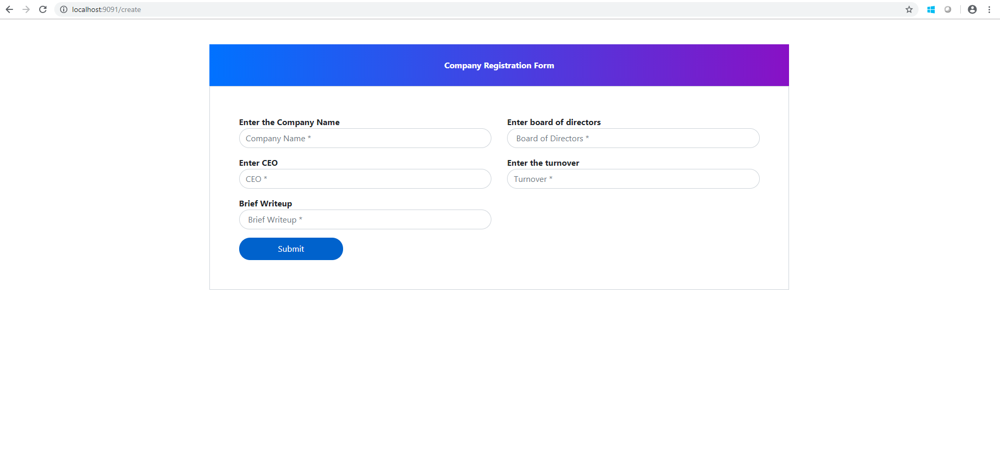 localhost:9091/create
Company Registration Form
Enter the Company Name
Company Name *
Enter board of directors
Board of Directors *
Enter CEO
CEO *
Enter the turnover
Turnover *
Brief Writeup
Brief Writeup *
Submit